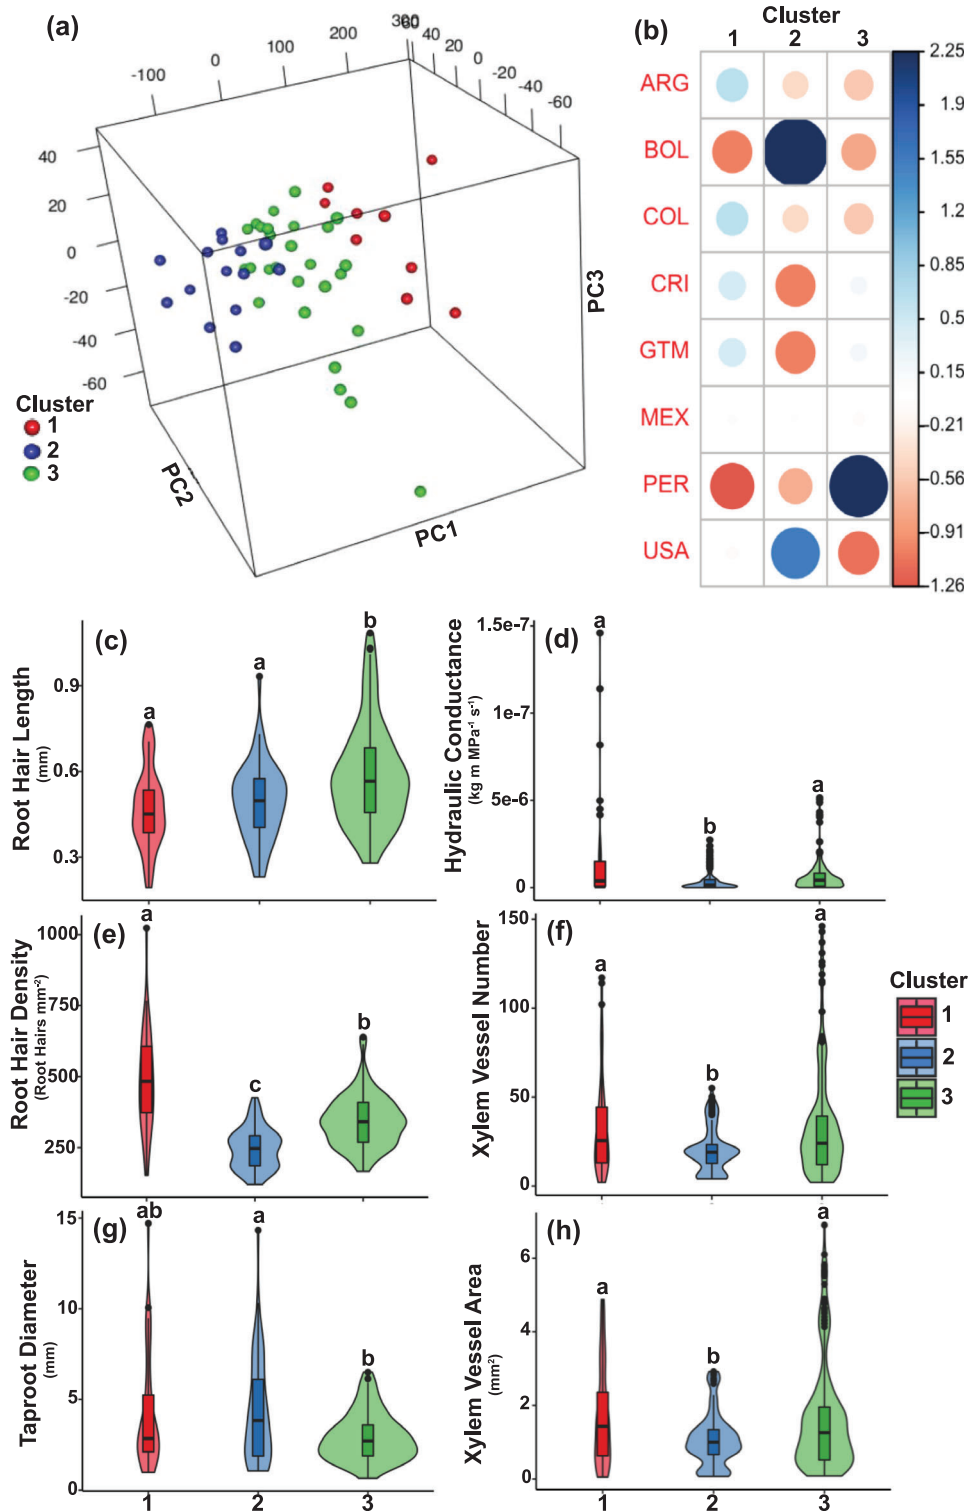 (a)
-100
0
100
200
300
60
40
20
0
-20
-40
-60
40
20
0
-20
-40
-60
PC3
PC2
PC1
Cluster
1
2
3
(b)
Cluster
1 2 3
ARG
BOL
COL
CRI
GTM
MEX
PER
USA
2.25
1.9
1.55
1.2
0.85
0.5
0.15
-0.21
-0.56
-0.91
-1.26
(c)
Root Hair Length
(mm)
0.9
0.6
0.3
a
a
b
(d)
Hydraulic Conductance
(kg m MPa⁻¹ s⁻¹)
1.5e-7
1e-7
5e-6
0
a
b
a
(e)
Root Hair Density
(Root Hairs mm⁻²)
1000
750
500
250
a
c
b
(f)
Xylem Vessel Number
150
100
50
0
a
b
a
Cluster
1
2
3
(g)
Taproot Diameter
(mm)
15
10
5
0
ab
a
b
1 2 3
(h)
Xylem Vessel Area
(mm²)
6
4
2
0
a
b
a
1 2 3